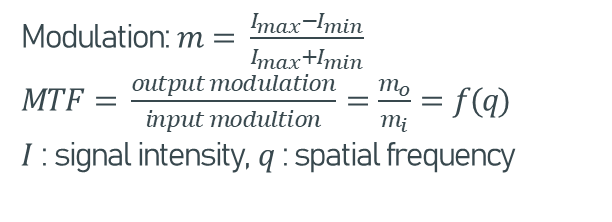 Modulation: m = (I_max−I_min)/(I_max+I_min)
MTF = (output modulation)/(input modultion) = m_o/m_i = f(q)
I : signal intensity, q : spatial frequency